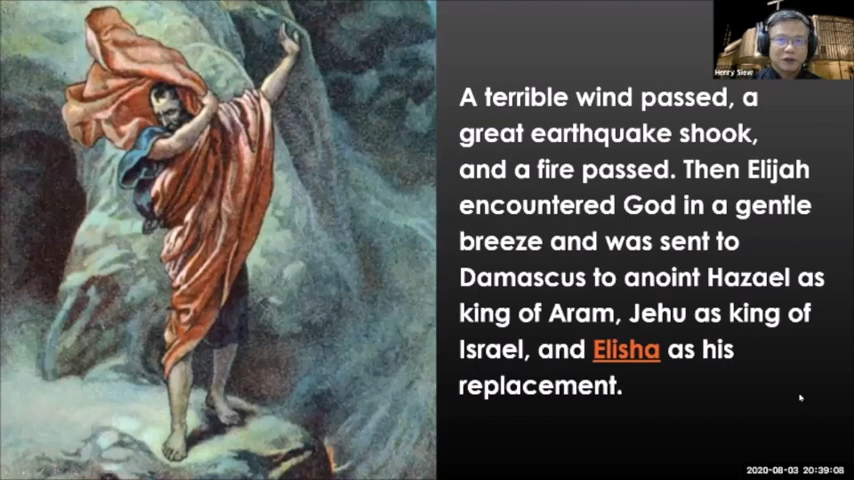 Henry Siew
A terrible wind passed, a
great earthquake shook,
and a fire passed. Then Elijah
encountered God in a gentle
breeze and was sent to
Damascus to anoint Hazael as
king of Aram, Jehu as king of
Israel, and Elisha as his
replacement.
2020-08-03 20:39:08